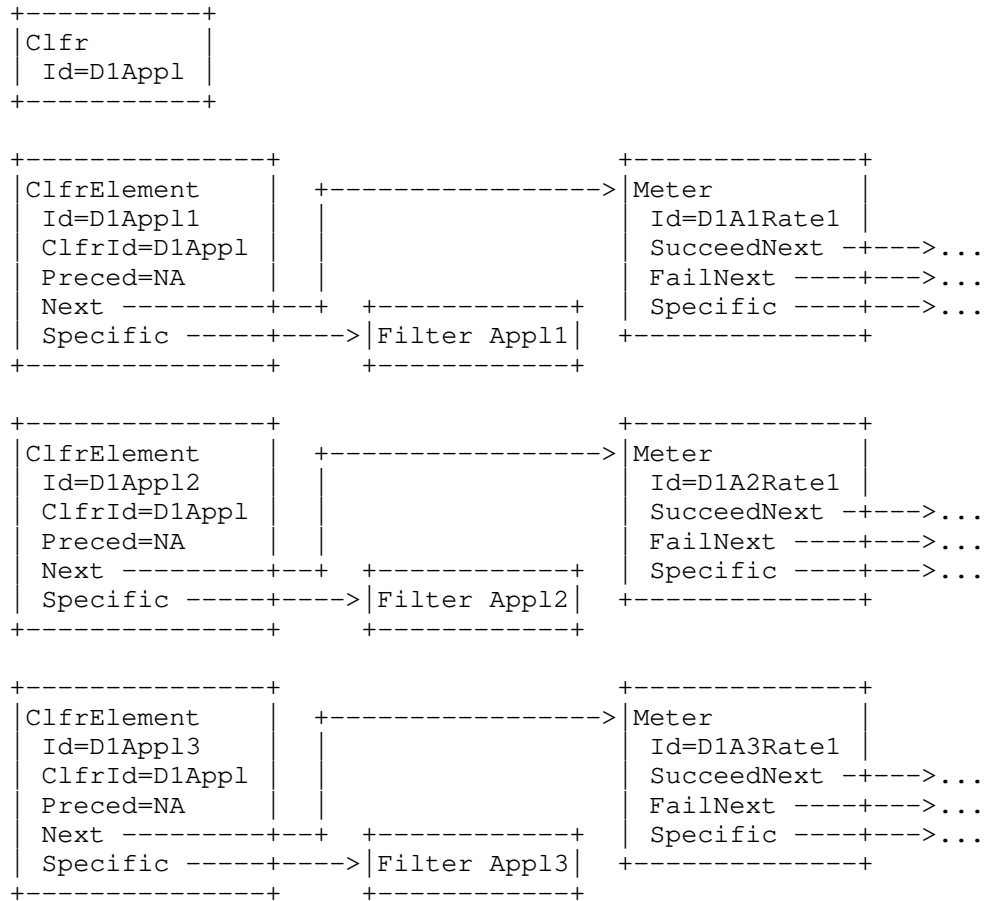 +-----------+
|Clfr       |
| Id=D1Appl |
+-----------+

+---------------+                      +--------------+
|ClfrElement    |  +----------------->|Meter         |
| Id=D1Appl1    |  |                   | Id=D1A1Rate1 |
| ClfrId=D1Appl |  |                   | SucceedNext -+--->...
| Preced=NA     |  |                   | FailNext ----+--->...
| Next ---------+--+  +------------+  | Specific ----+--->...
| Specific -----+---->|Filter Appl1|  +--------------+
+---------------+      +------------+

+---------------+                      +--------------+
|ClfrElement    |  +----------------->|Meter         |
| Id=D1Appl2    |  |                   | Id=D1A2Rate1 |
| ClfrId=D1Appl |  |                   | SucceedNext -+--->...
| Preced=NA     |  |                   | FailNext ----+--->...
| Next ---------+--+  +------------+  | Specific ----+--->...
| Specific -----+---->|Filter Appl2|  +--------------+
+---------------+      +------------+

+---------------+                      +--------------+
|ClfrElement    |  +----------------->|Meter         |
| Id=D1Appl3    |  |                   | Id=D1A3Rate1 |
| ClfrId=D1Appl |  |                   | SucceedNext -+--->...
| Preced=NA     |  |                   | FailNext ----+--->...
| Next ---------+--+  +------------+  | Specific ----+--->...
| Specific -----+---->|Filter Appl3|  +--------------+
+---------------+      +------------+